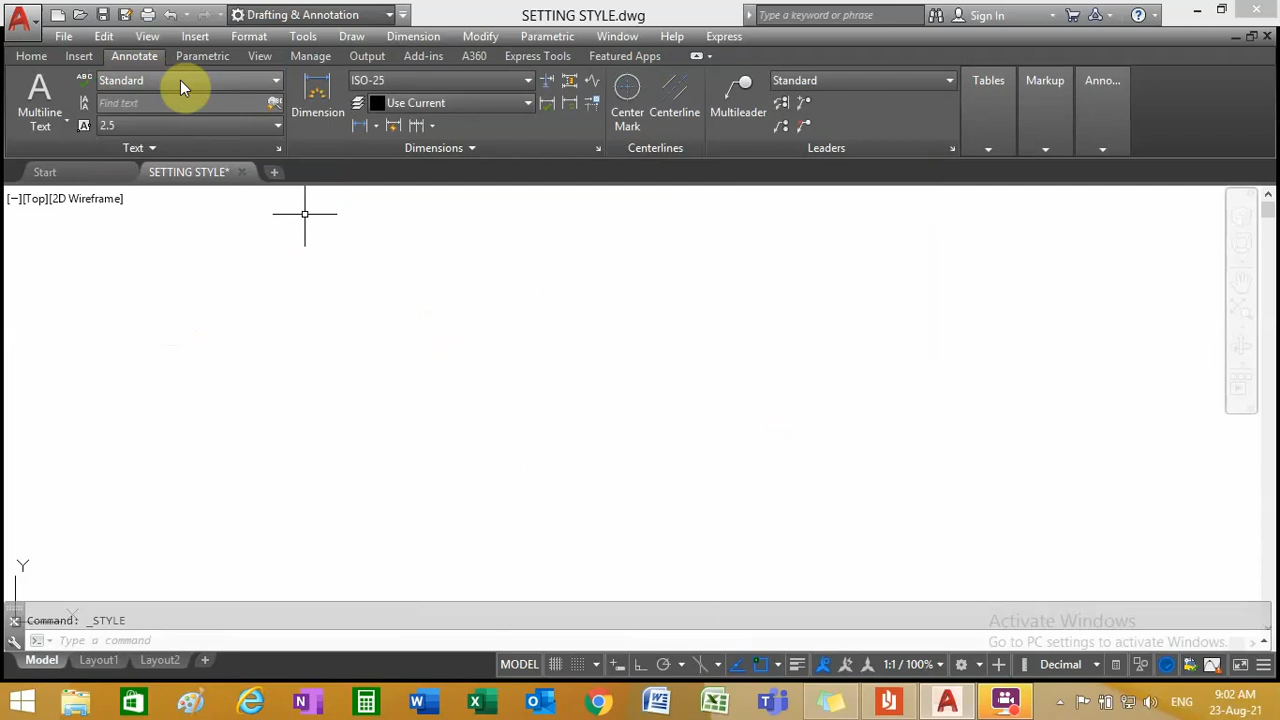 Drafting & Annotation
SETTING STYLE.dwg
Type a keyword or phrase
Sign In
File Edit View Insert Format Tools Draw Dimension Modify Parametric Window Help Express
Home Insert Annotate Parametric View Manage Output Add-ins A360 Express Tools Featured Apps
ABC Standard ISO-25 Standard
Find text Use Current
Multiline Text
Dimension
Center Mark
Centerline
Multileader
Tables
Markup
Anno...
2.5
Text Dimensions Centerlines Leaders
Start SETTING STYLE*
[−][Top][2D Wireframe]
Y
X
Command: _STYLE
Activate Windows
Type a command
Go to PC settings to activate Windows.
Model Layout1 Layout2 + MODEL 1:1 / 100% Decimal
ENG
9:02 AM
23-Aug-21